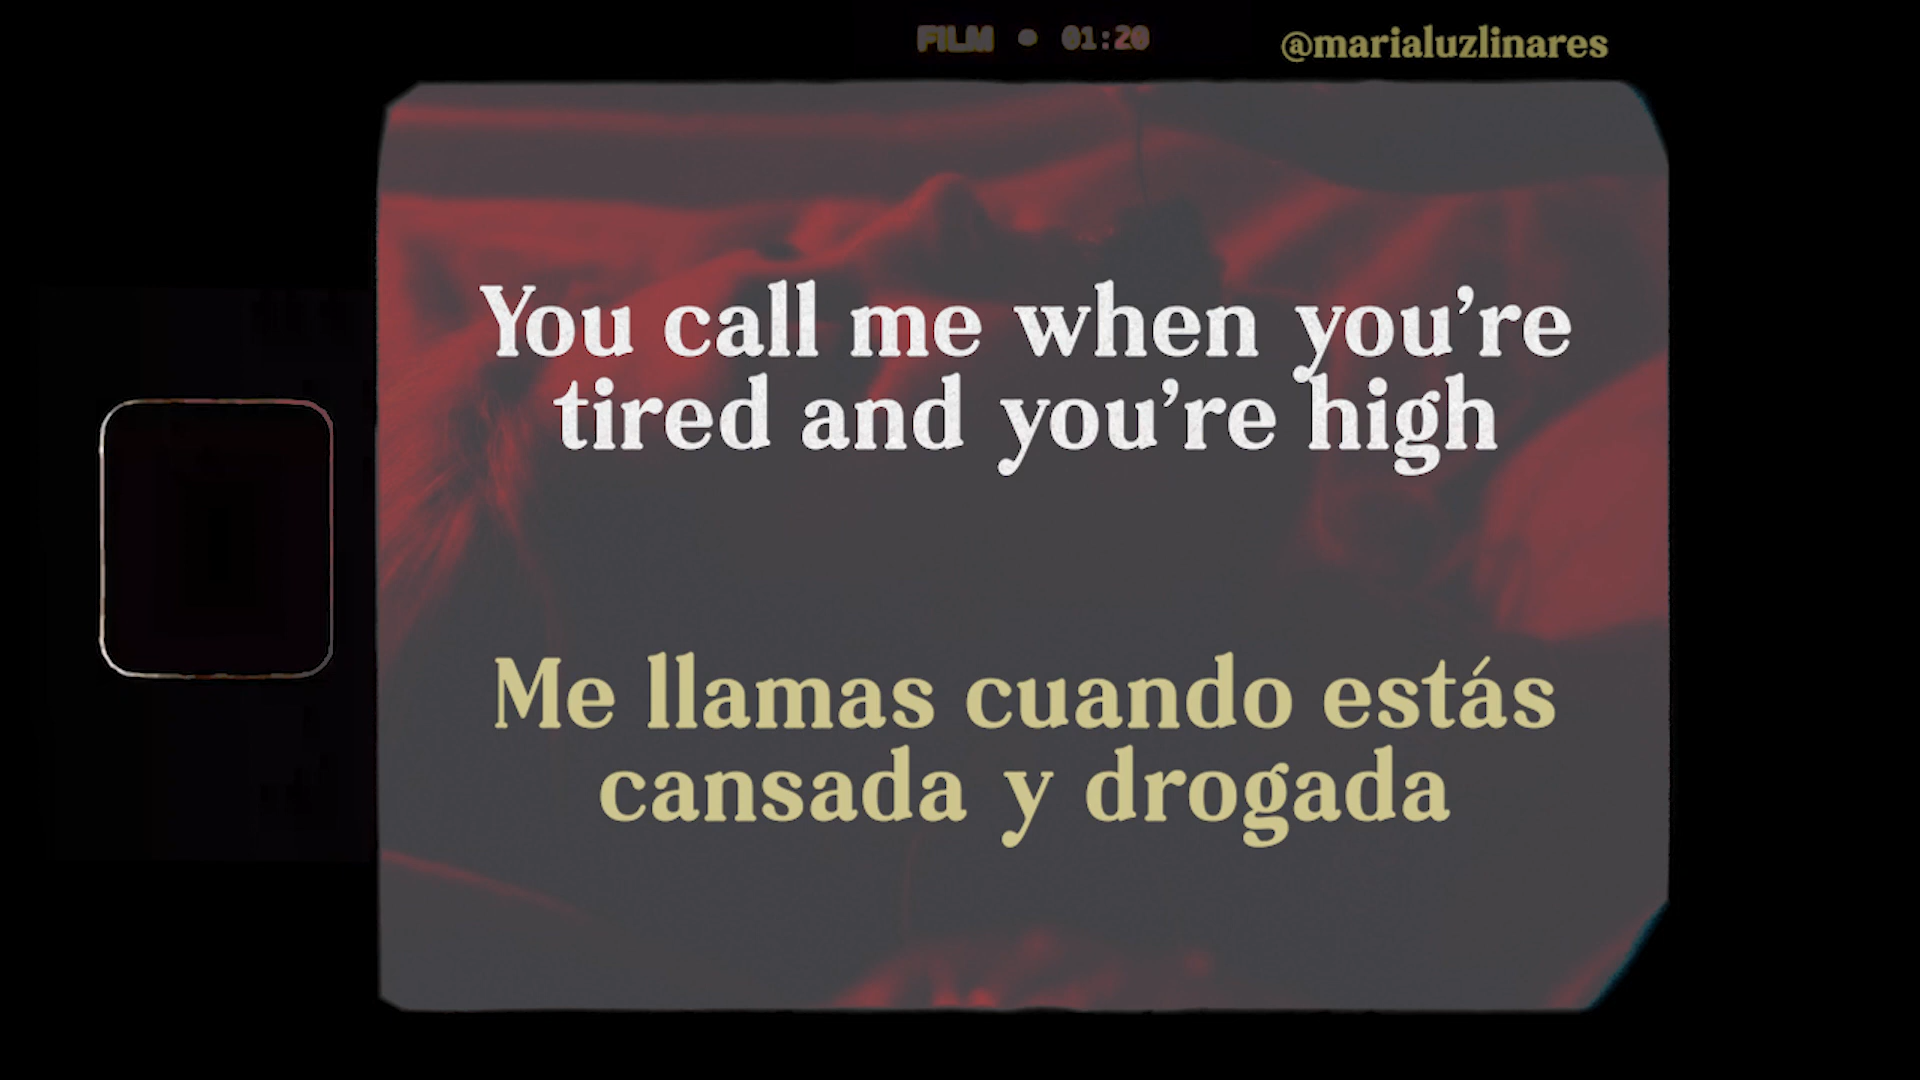 FILM • 01:20
@marialuzlinares
You call me when you’re
tired and you’re high
Me llamas cuando estás
cansada y drogada